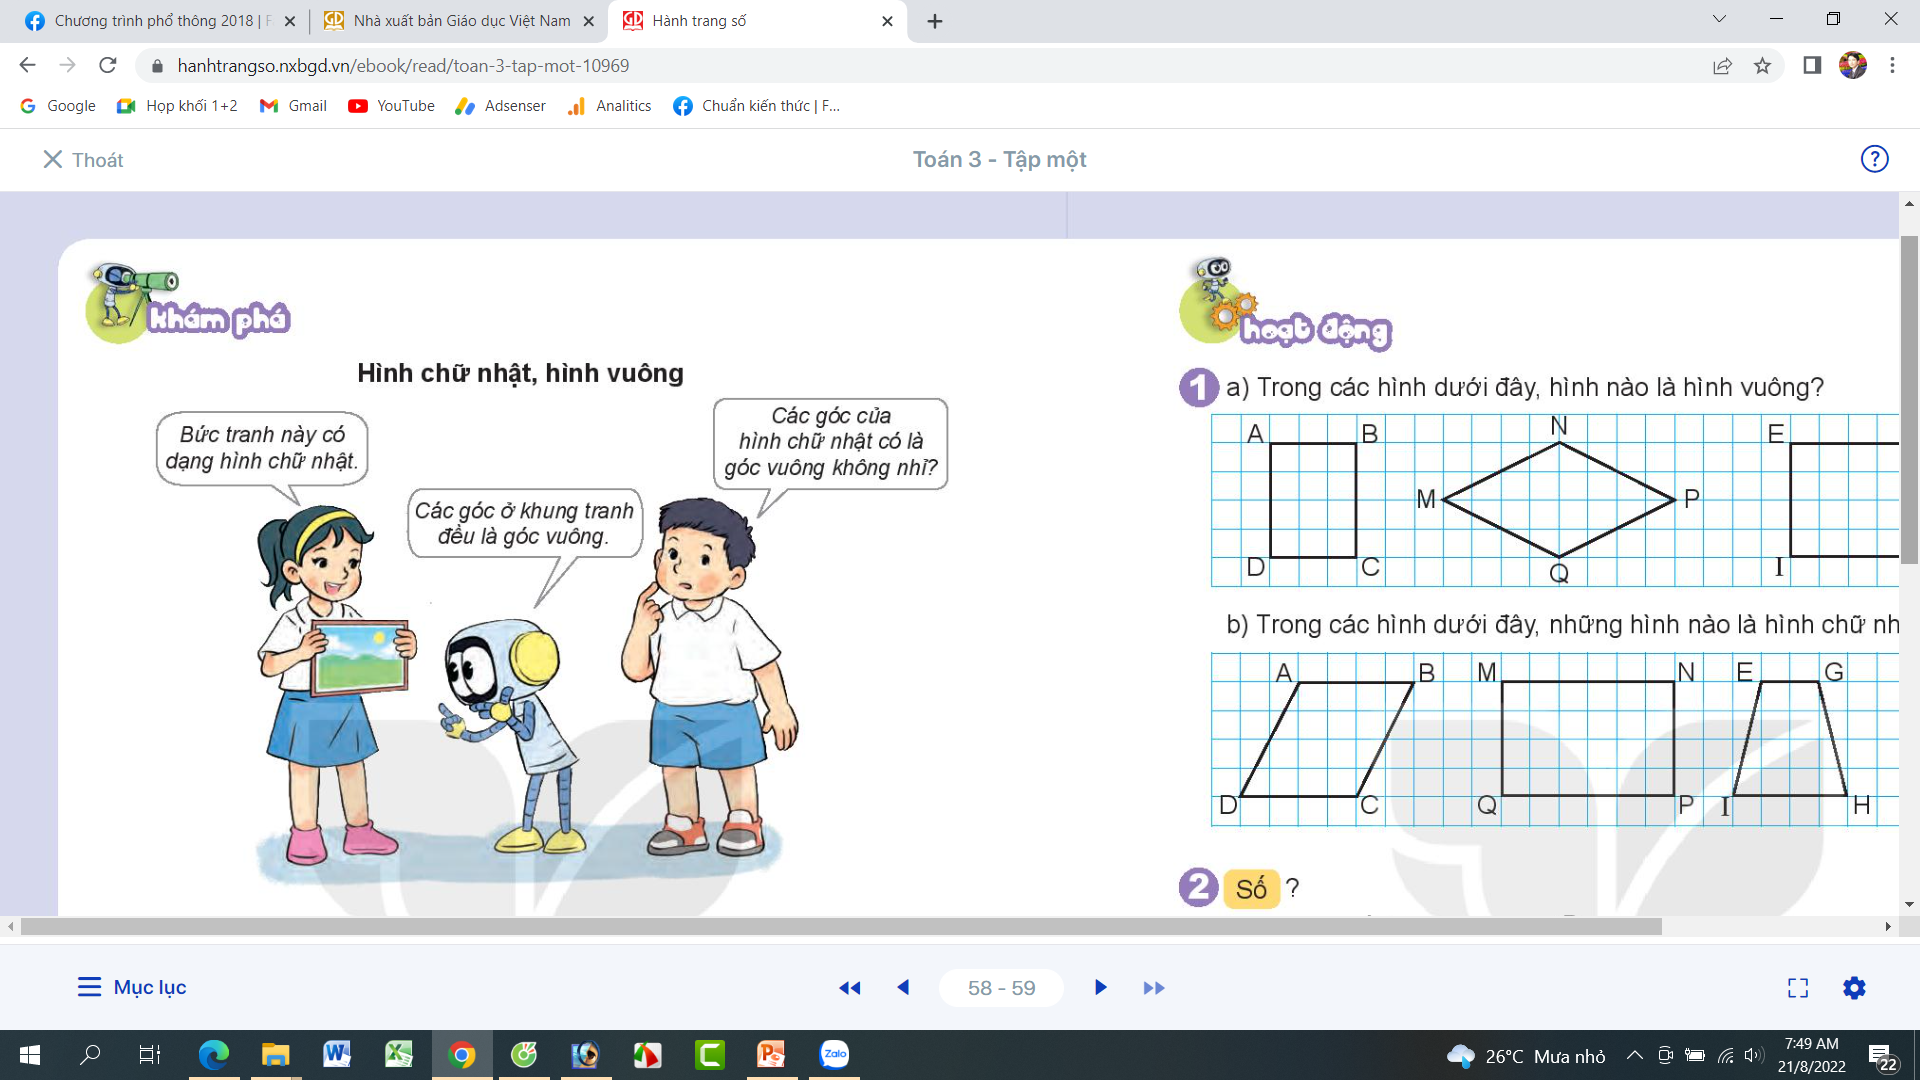 Chương trình phổ thông 2018 | F
Nhà xuất bản Giáo dục Việt Nam
Hành trang số
hanhtrangso.nxbgd.vn/ebook/read/toan-3-tap-mot-10969
Google
Họp khối 1+2
Gmail
YouTube
Adsenser
Analitics
Chuẩn kiến thức | F...
Thoát
Toán 3 - Tập một
?
khám phá
Hình chữ nhật, hình vuông
Bức tranh này có
dạng hình chữ nhật.
Các góc ở khung tranh
đều là góc vuông.
Các góc của
hình chữ nhật có là
góc vuông không nhỉ?
hoạt động
1 a) Trong các hình dưới đây, hình nào là hình vuông?
A B N E
M P
D C Q I
b) Trong các hình dưới đây, những hình nào là hình chữ nh
A B M N E G
D C Q P I H
2 Số ?
Mục lục
58 - 59
Zalo
26°C Mưa nhỏ
7:49 AM
21/8/2022
22